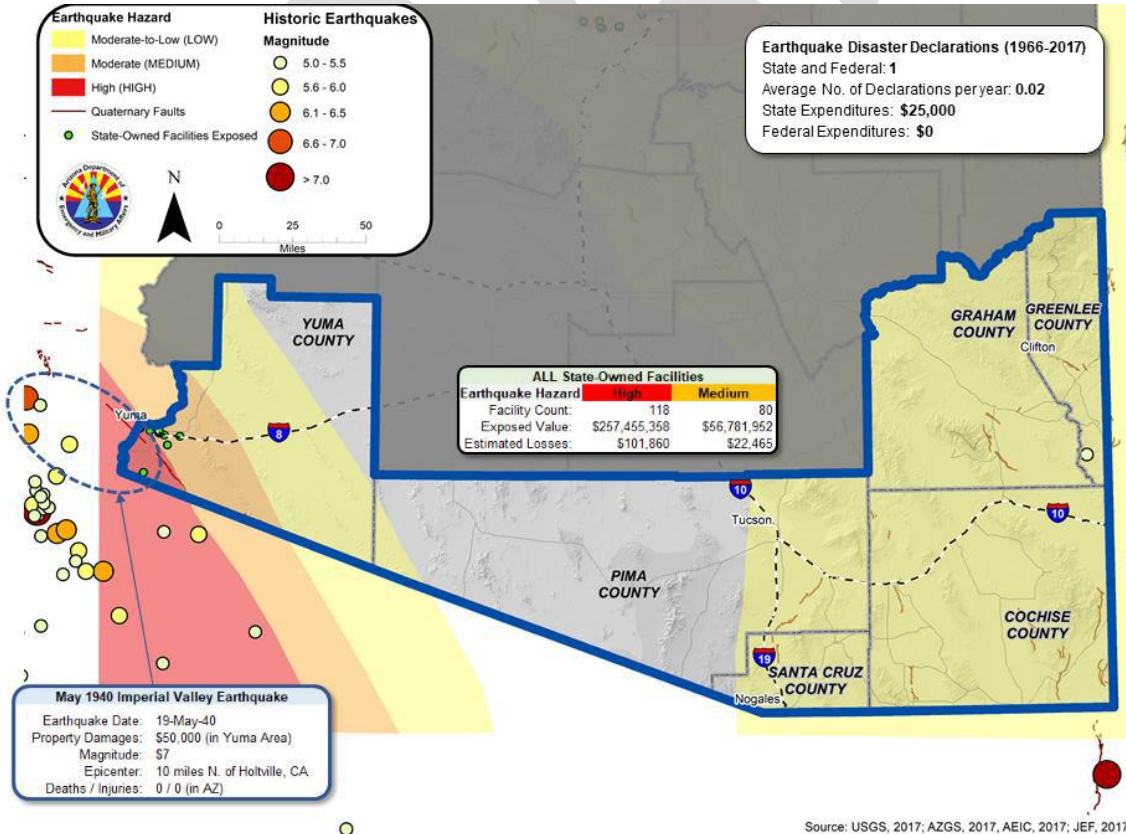 Earthquake Hazard
Moderate-to-Low (LOW)
Moderate (MEDIUM)
High (HIGH)
Quaternary Faults
State-Owned Facilities Exposed
Historic Earthquakes
Magnitude
5.0 - 5.5
5.6 - 6.0
6.1 - 6.5
6.6 - 7.0
> 7.0
Arizona Department of
Emergency and Military Affairs
N
0 25 50
Miles
Earthquake Disaster Declarations (1966-2017)
State and Federal: 1
Average No. of Declarations per year: 0.02
State Expenditures: $25,000
Federal Expenditures: $0
YUMA
COUNTY
GRAHAM
COUNTY
GREENLEE
COUNTY
Clifton
Yuma
8
ALL State-Owned Facilities
Earthquake Hazard High Medium
Facility Count: 118 80
Exposed Value: $257,455,358 $56,781,952
Estimated Losses: $101,860 $22,465
10
Tucson
10
PIMA
COUNTY
COCHISE
COUNTY
19
SANTA CRUZ
COUNTY
Nogales
May 1940 Imperial Valley Earthquake
Earthquake Date: 19-May-40
Property Damages: $50,000 (in Yuma Area)
Magnitude: $7
Epicenter: 10 miles N. of Holtville, CA
Deaths / Injuries: 0 / 0 (in AZ)
Source: USGS, 2017; AZGS, 2017, AEIC, 2017; JEF, 2017